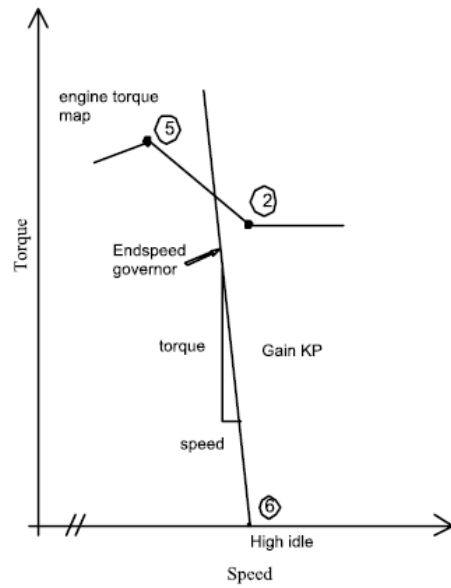 engine torque
map
5
2
Torque
Endspeed
governor
torque
Gain KP
speed
6
High idle
Speed